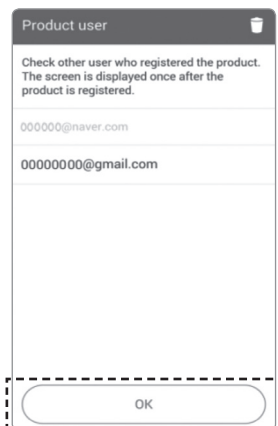 Product user
Check other user who registered the product.
The screen is displayed once after the
product is registered.
000000@naver.com
00000000@gmail.com
OK